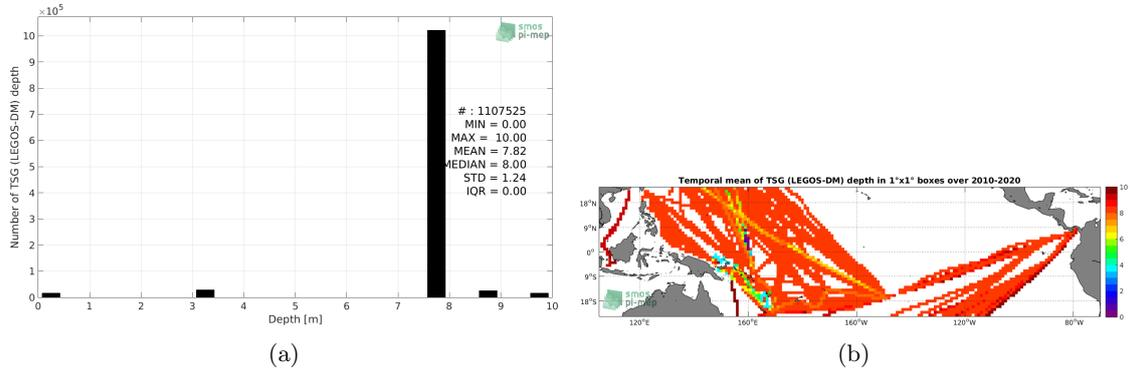 ×10⁵
smos
pi-mep
10
9
8
7
6
5
4
3
2
1
0
Number of TSG (LEGOS-DM) depth
# : 1107525
MIN = 0.00
MAX = 10.00
MEAN = 7.82
MEDIAN = 8.00
STD = 1.24
IQR = 0.00
0 1 2 3 4 5 6 7 8 9 10
Depth [m]
(a)
Temporal mean of TSG (LEGOS-DM) depth in 1°x1° boxes over 2010-2020
18°N
9°N
0°
9°S
18°S
smos
pi-mep
120°E 160°E 160°W 120°W 80°W
10
8
6
4
2
0
(b)